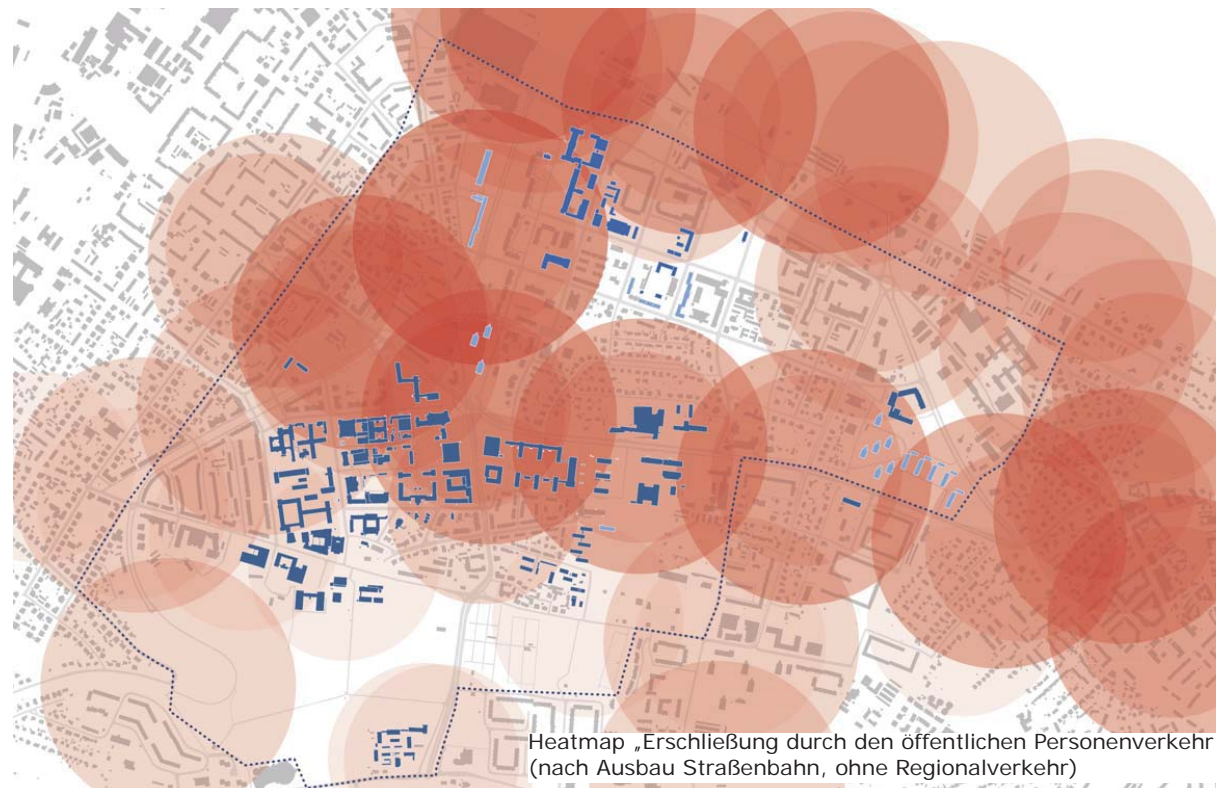 Heatmap „Erschließung durch den öffentlichen Personenverkehr
(nach Ausbau Straßenbahn, ohne Regionalverkehr)